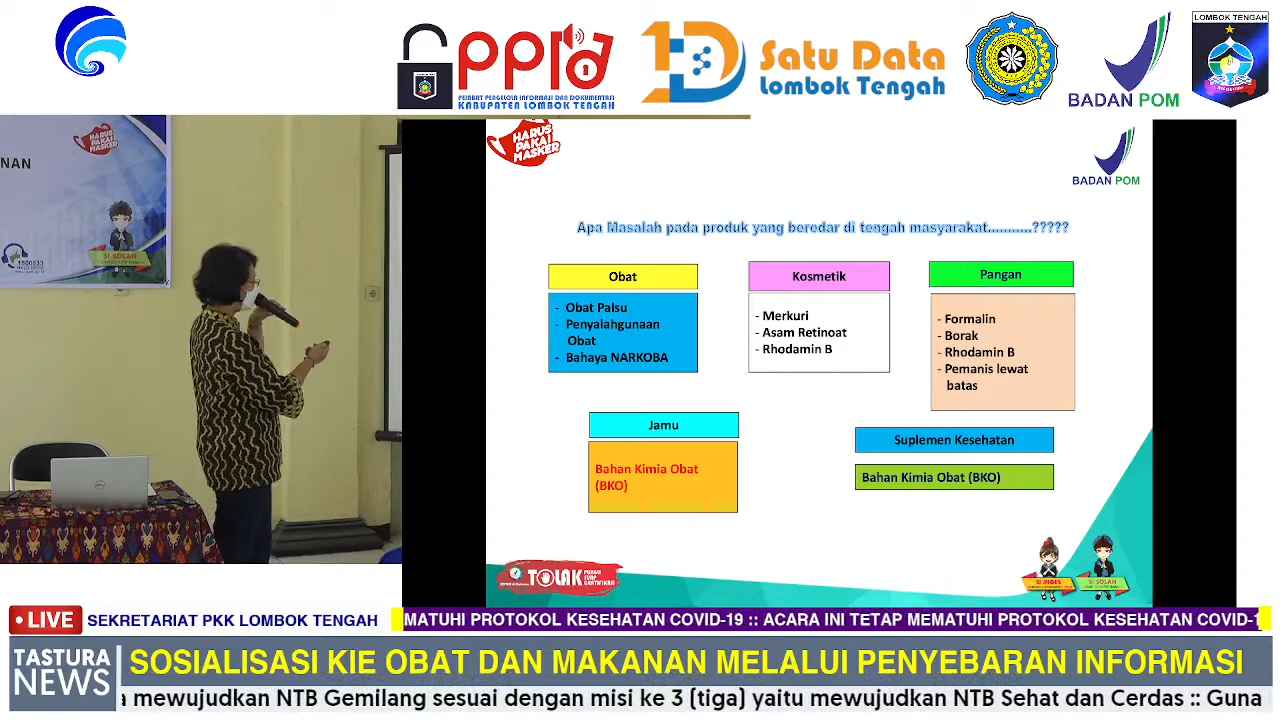 ppid
PEJABAT PENGELOLA INFORMASI DAN DOKUMENTASI
KABUPATEN LOMBOK TENGAH
Satu Data
Lombok Tengah
BADAN POM
LOMBOK TENGAH
HARUS
PAKAI
MASKER
NAN
1500533
SI SOLAH
HARUS
PAKAI
MASKER
BADAN POM
Apa Masalah pada produk yang beredar di tengah masyarakat...........?????
Obat
- Obat Palsu
- Penyalahgunaan
Obat
- Bahaya NARKOBA
Kosmetik
- Merkuri
- Asam Retinoat
- Rhodamin B
Pangan
- Formalin
- Borak
- Rhodamin B
- Pemanis lewat
batas
Jamu
Bahan Kimia Obat
(BKO)
Suplemen Kesehatan
Bahan Kimia Obat (BKO)
TOLAK
SI INGES
SI SOLAH
DELL
• LIVE
SEKRETARIAT PKK LOMBOK TENGAH
MATUHI PROTOKOL KESEHATAN COVID-19 :: ACARA INI TETAP MEMATUHI PROTOKOL KESEHATAN COVID-1
TASTURA
NEWS
SOSIALISASI KIE OBAT DAN MAKANAN MELALUI PENYEBARAN INFORMASI
a mewujudkan NTB Gemilang sesuai dengan misi ke 3 (tiga) yaitu mewujudkan NTB Sehat dan Cerdas :: Guna